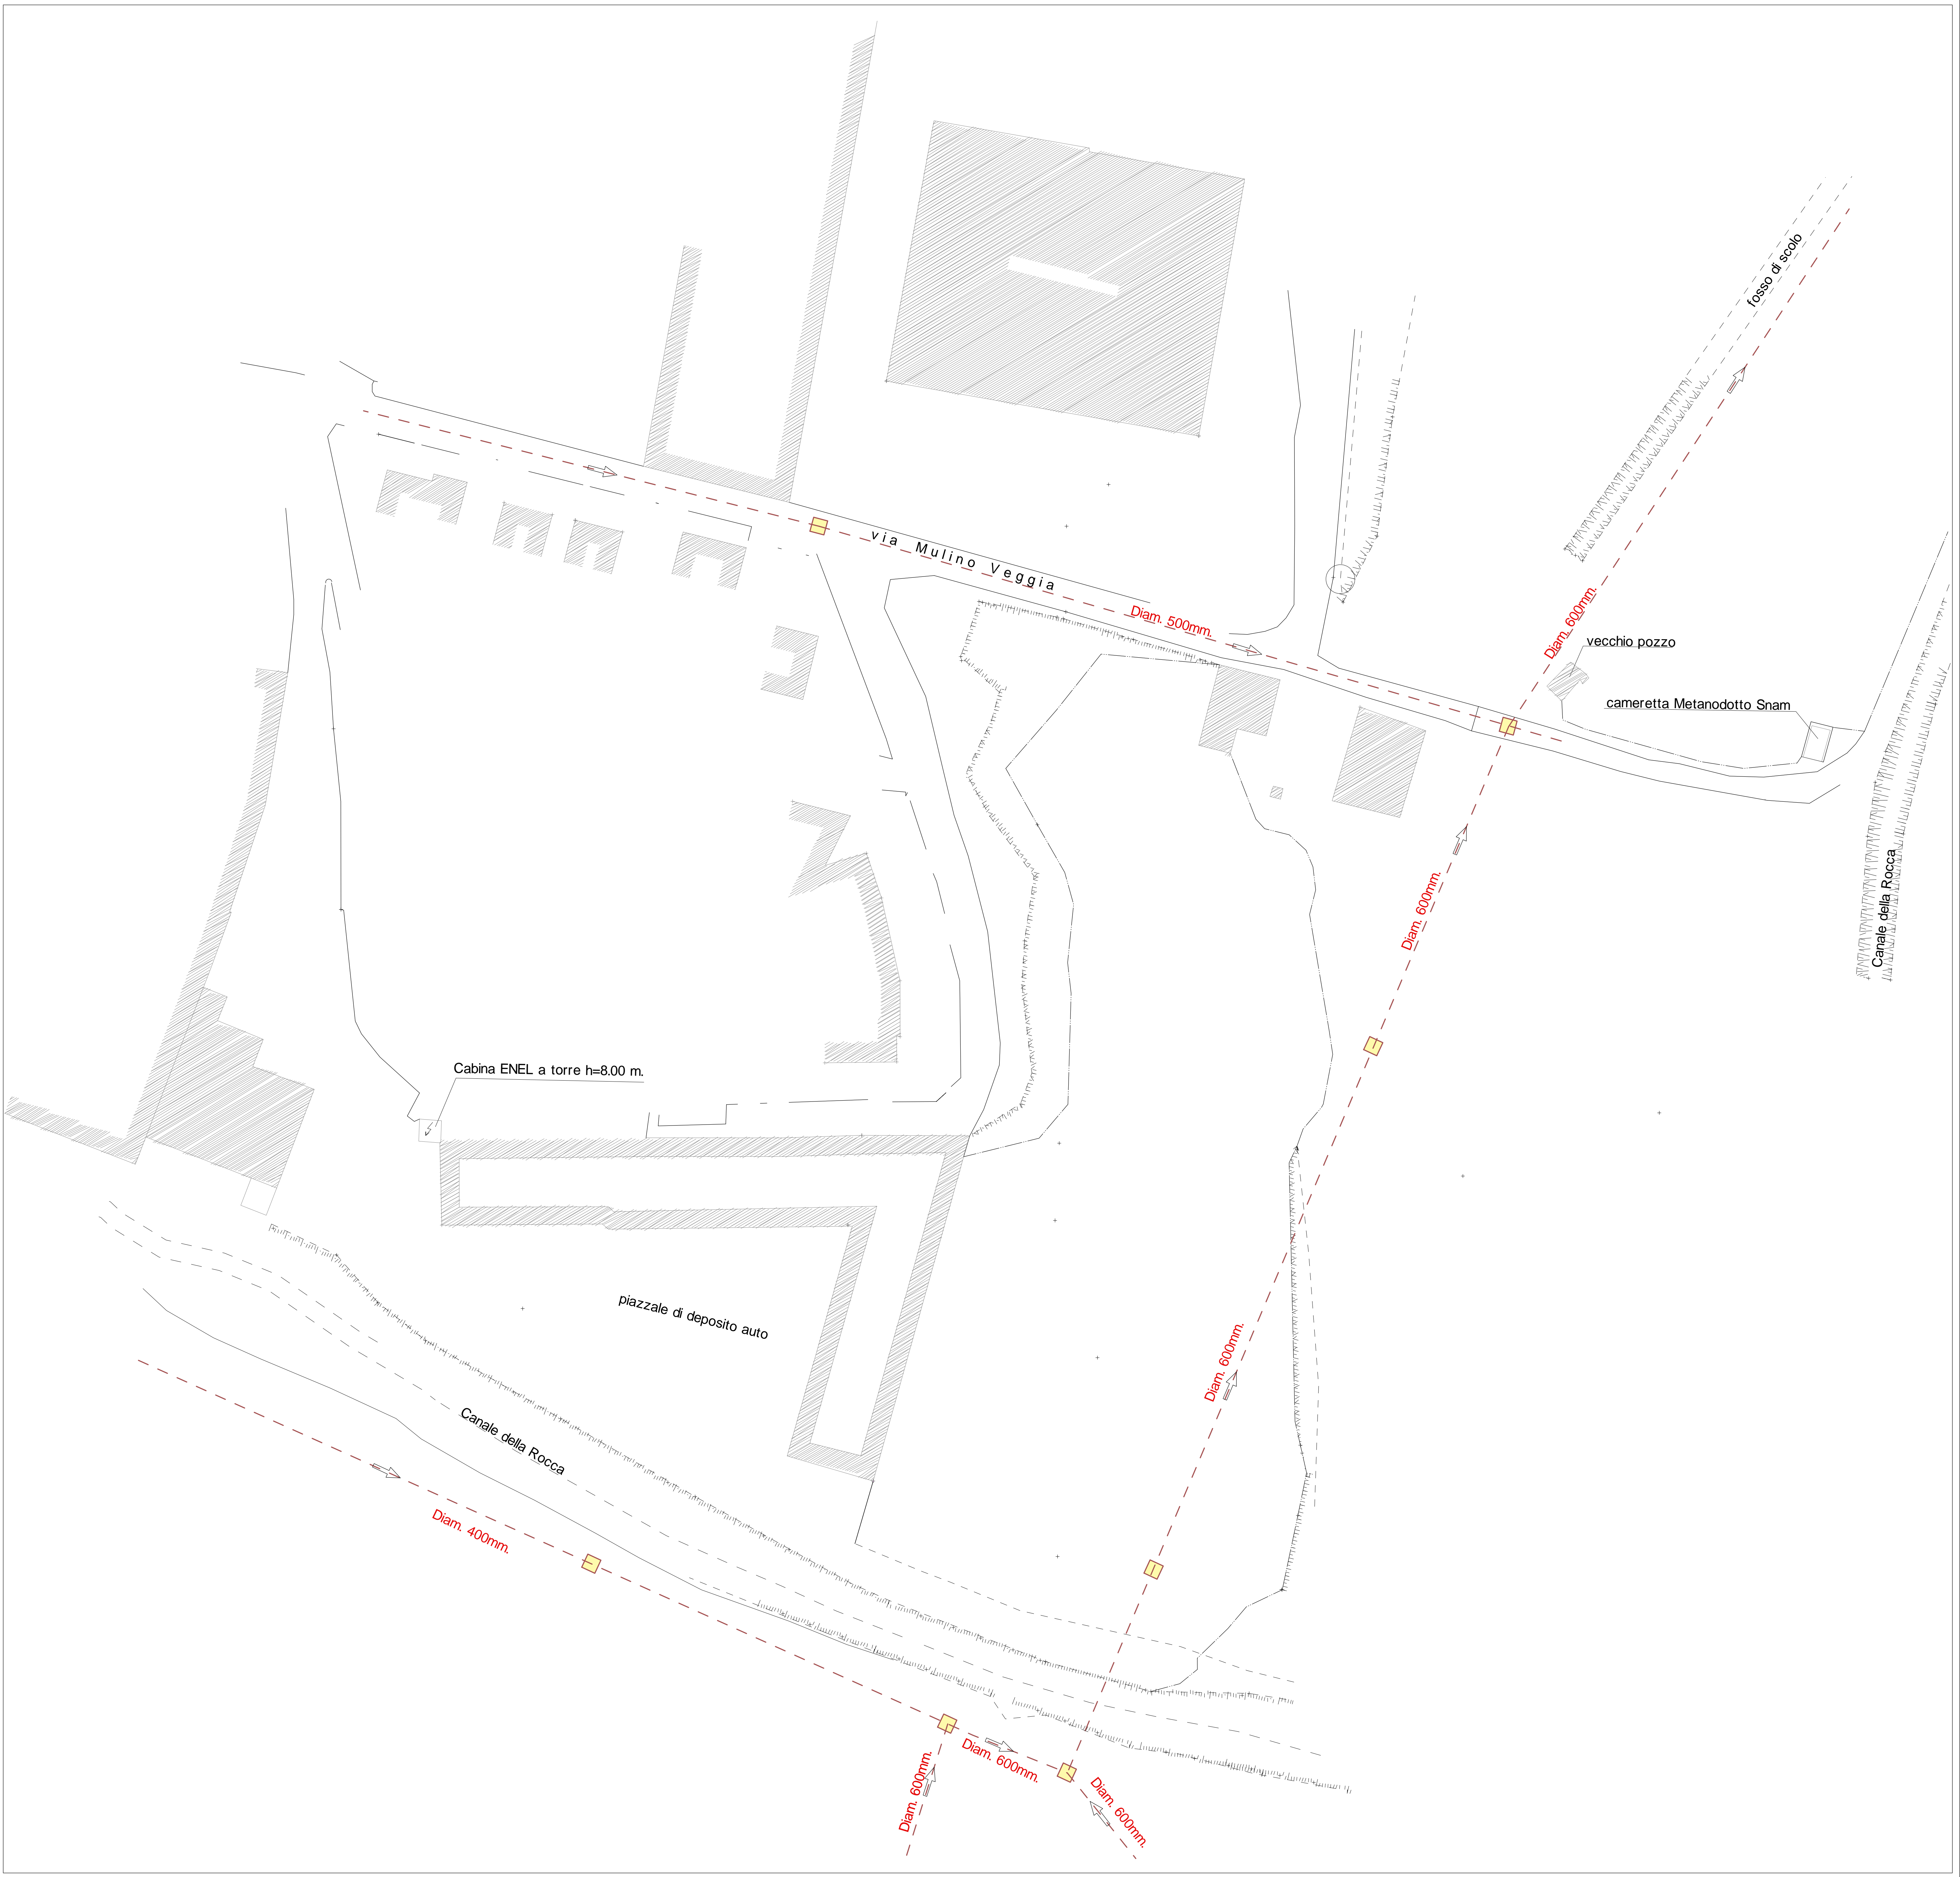 fosso di scolo
via Mulino Veggia
Diam. 500mm.
Diam. 600mm.
vecchio pozzo
cameretta Metanodotto Snam
Canale della Rocca
Diam. 600mm.
Cabina ENEL a torre h=8.00 m.
piazzale di deposito auto
Diam. 600mm.
Canale della Rocca
Diam. 400mm.
Diam. 600mm.
Diam. 600mm.
Diam. 600mm.